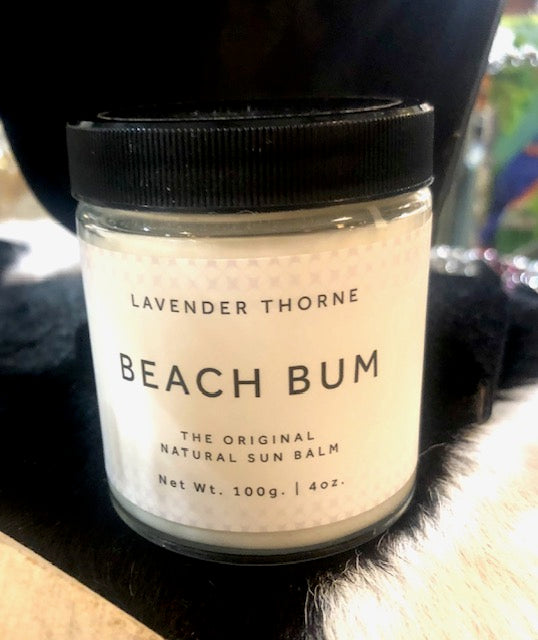 LAVENDER THORNE
BEACH BUM
THE ORIGINAL
NATURAL SUN BALM
Net Wt. 100g. | 4oz.